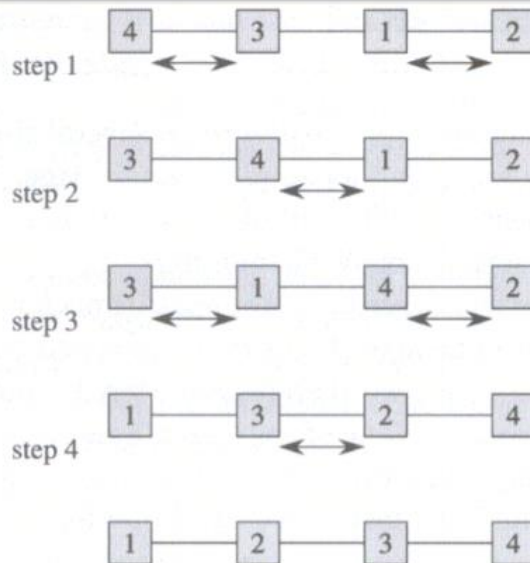 4 3 1 2
step 1
3 4 1 2
step 2
3 1 4 2
step 3
1 3 2 4
step 4
1 2 3 4